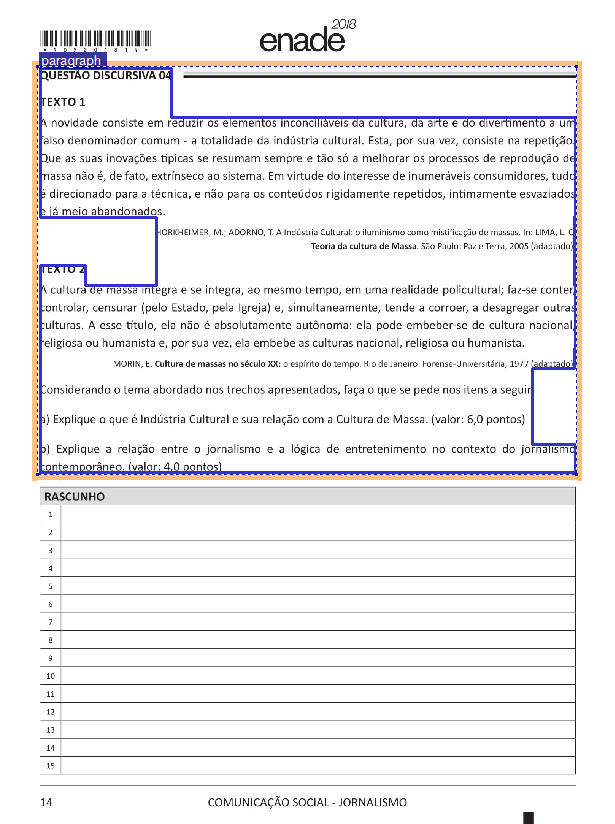 enade 2018
*105201814*
paragraph
QUESTÃO DISCURSIVA 04
TEXTO 1
A novidade consiste em reduzir os elementos inconciliáveis da cultura, da arte e do divertimento a um
falso denominador comum - a totalidade da indústria cultural. Esta, por sua vez, consiste na repetição.
Que as suas inovações típicas se resumam sempre e tão só a melhorar os processos de reprodução de
massa não é, de fato, extrínseco ao sistema. Em virtude do interesse de inumeráveis consumidores, tudo
é direcionado para a técnica, e não para os conteúdos rigidamente repetidos, intimamente esvaziados
e já meio abandonados.
HORKHEIMER, M.; ADORNO, T. A Indústria Cultural: o iluminismo como mistificação de massas. In: LIMA, L. C
Teoria da cultura de Massa. São Paulo: Paz e Terra, 2005 (adaptado)
TEXTO 2
A cultura de massa integra e se integra, ao mesmo tempo, em uma realidade policultural; faz-se conter,
controlar, censurar (pelo Estado, pela Igreja) e, simultaneamente, tende a corroer, a desagregar outras
culturas. A esse título, ela não é absolutamente autônoma: ela pode embeber-se de cultura nacional,
religiosa ou humanista e, por sua vez, ela embebe as culturas nacional, religiosa ou humanista.
MORIN, E. Cultura de massas no século XX: o espírito do tempo. Rio de Janeiro. Forense-Universitária, 1977 (adaptado)
Considerando o tema abordado nos trechos apresentados, faça o que se pede nos itens a seguir
a) Explique o que é Indústria Cultural e sua relação com a Cultura de Massa. (valor: 6,0 pontos)
b) Explique a relação entre o jornalismo e a lógica de entretenimento no contexto do jornalismo
contemporâneo. (valor: 4,0 pontos)
RASCUNHO
1
2
3
4
5
6
7
8
9
10
11
12
13
14
15
14
COMUNICAÇÃO SOCIAL - JORNALISMO